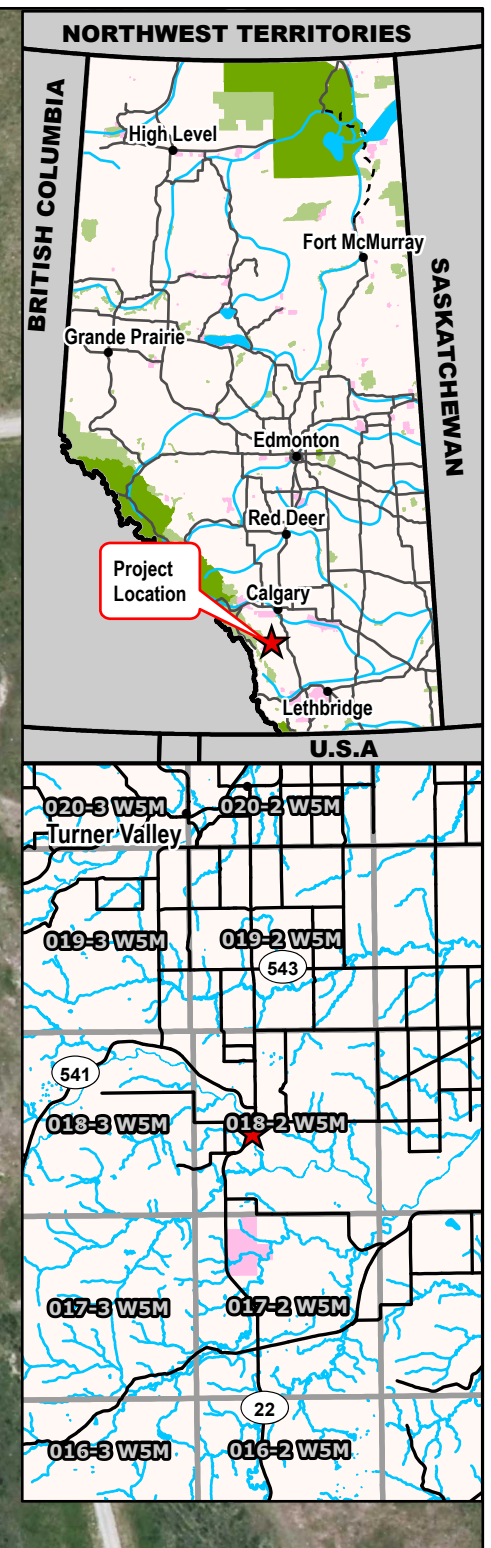 NORTHWEST TERRITORIES
BRITISH COLUMBIA
High Level
Fort McMurray
SASKATCHEWAN
Grande Prairie
Edmonton
Red Deer
Project
Location
Calgary
Lethbridge
U.S.A
020-3 W5M
020-2 W5M
Turner Valley
019-3 W5M
019-2 W5M
543
541
018-3 W5M
018-2 W5M
017-3 W5M
017-2 W5M
22
016-3 W5M
016-2 W5M